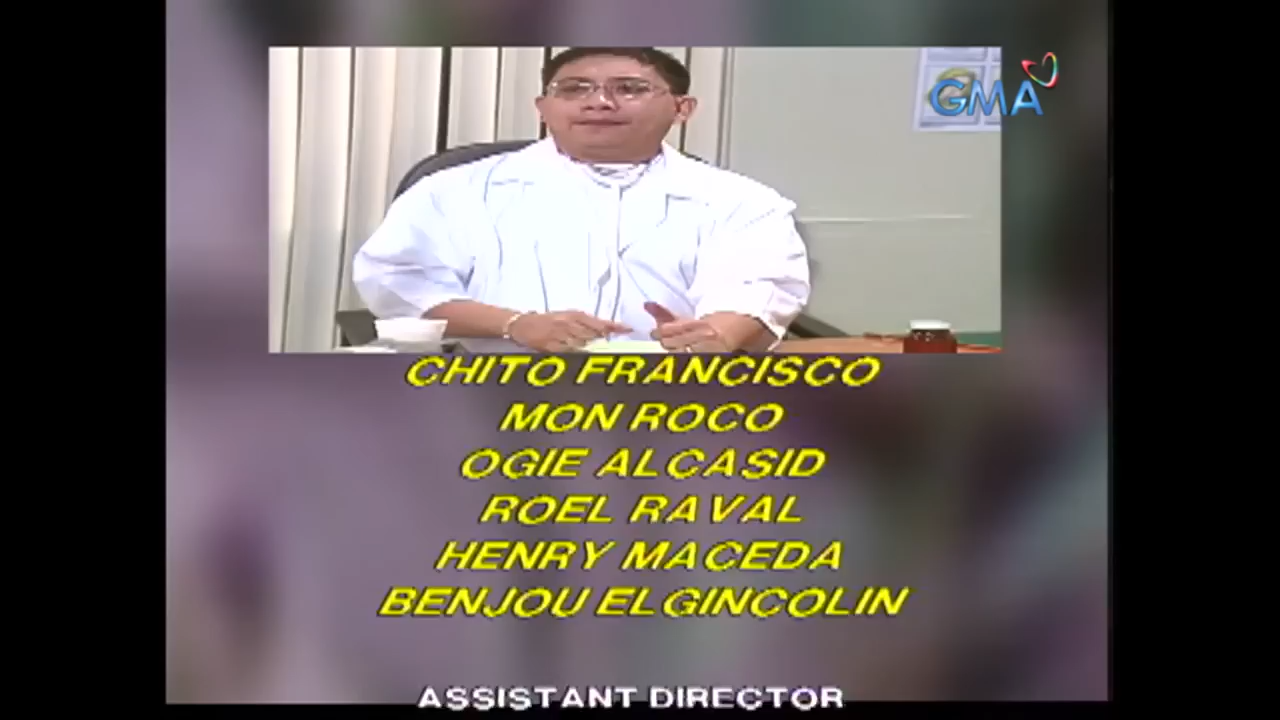 GMA
CHITO FRANCISCO
MON ROCO
OGIE ALCASID
ROEL RAVAL
HENRY MACEDA
BENJOU ELGINCOLIN
ASSISTANT DIRECTOR